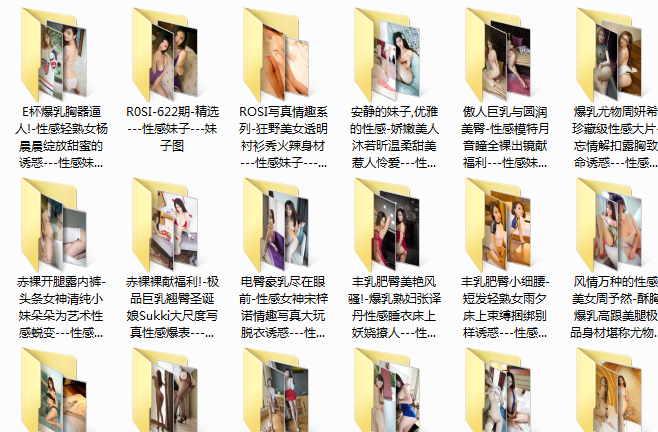 E杯爆乳胸器逼
人!-性感轻熟女杨
晨晨绽放甜蜜的
诱惑---性感妹...
R0SI-622期-精选
---性感妹子---妹
子图
ROSI写真情趣系
列-狂野美女透明
衬衫秀火辣身材
---性感妹子---...
安静的妹子,优雅
的性感-娇嫩美人
沐若昕温柔甜美
惹人怜爱---性...
傲人巨乳与圆润
美臀-性感模特月
音瞳全裸出镜献
福利---性感妹...
爆乳尤物周妍希
珍藏级性感大片-
忘情解扣露胸致
命诱惑---性感...
赤裸开腿露内裤-
头条女神清纯小
妹朵朵为艺术性
感蜕变---性感...
赤裸裸献福利!-极
品巨乳翘臀圣诞
娘Sukki大尺度写
真性感爆表---...
电臀豪乳尽在眼
前-性感女神宋梓
诺情趣写真大玩
脱衣诱惑---性...
丰乳肥臀美艳风
骚!-爆乳熟妇张译
丹性感睡衣床上
妖娆撩人---性...
丰乳肥臀小细腰-
短发轻熟女雨夕
床上束缚捆绑别
样诱惑---性感...
风情万种的性感
美女周予然-酥胸
爆乳高跟美腿极
品身材堪称尤物...